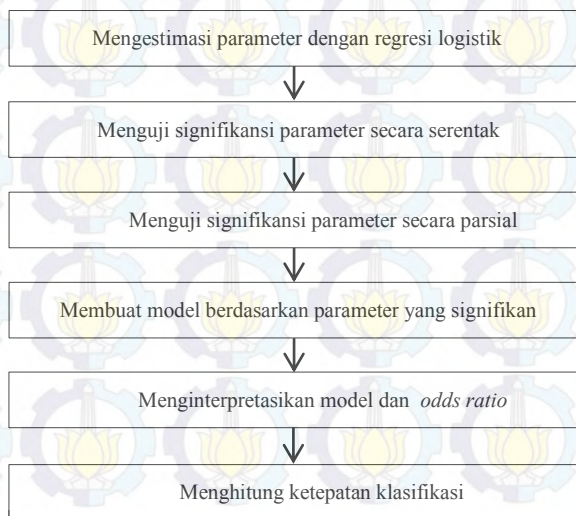 Mengestimasi parameter dengan regresi logistik
Menguji signifikansi parameter secara serentak
Menguji signifikansi parameter secara parsial
Membuat model berdasarkan parameter yang signifikan
Menginterpretasikan model dan odds ratio
Menghitung ketepatan klasifikasi